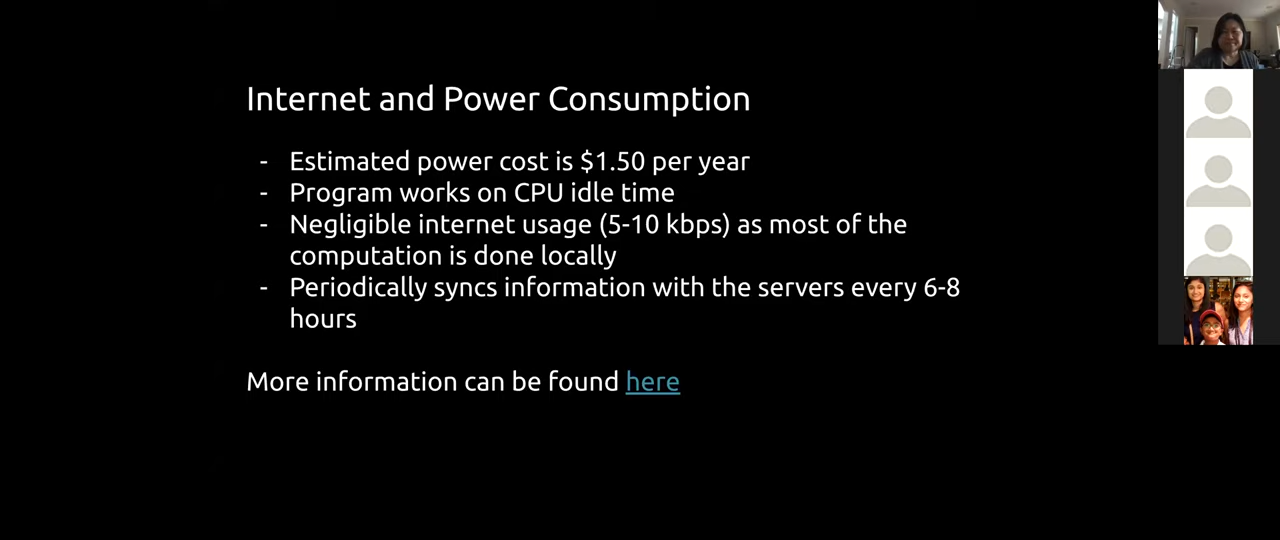 Internet and Power Consumption
- Estimated power cost is $1.50 per year
- Program works on CPU idle time
- Negligible internet usage (5-10 kbps) as most of the
computation is done locally
- Periodically syncs information with the servers every 6-8
hours
More information can be found here